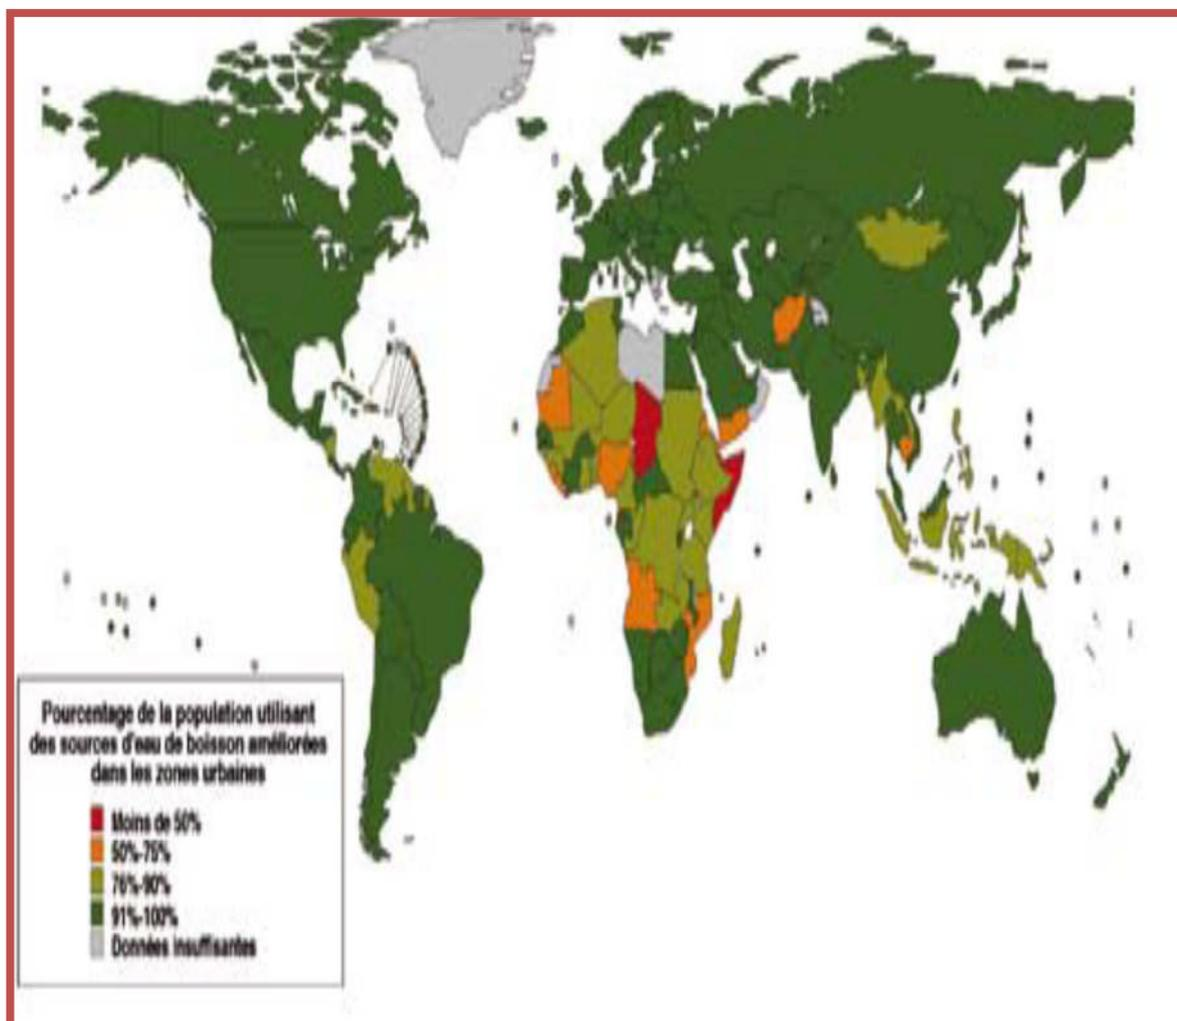 Pourcentage de la population utilisant
des sources d'eau de boisson améliorées
dans les zones urbaines
Moins de 50%
50%-75%
76%-90%
91%-100%
Données insuffisantes